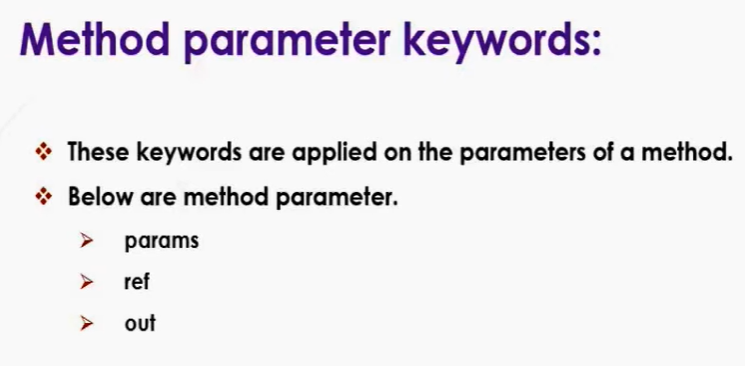 Method parameter keywords:
These keywords are applied on the parameters of a method.
Below are method parameter.
params
ref
out